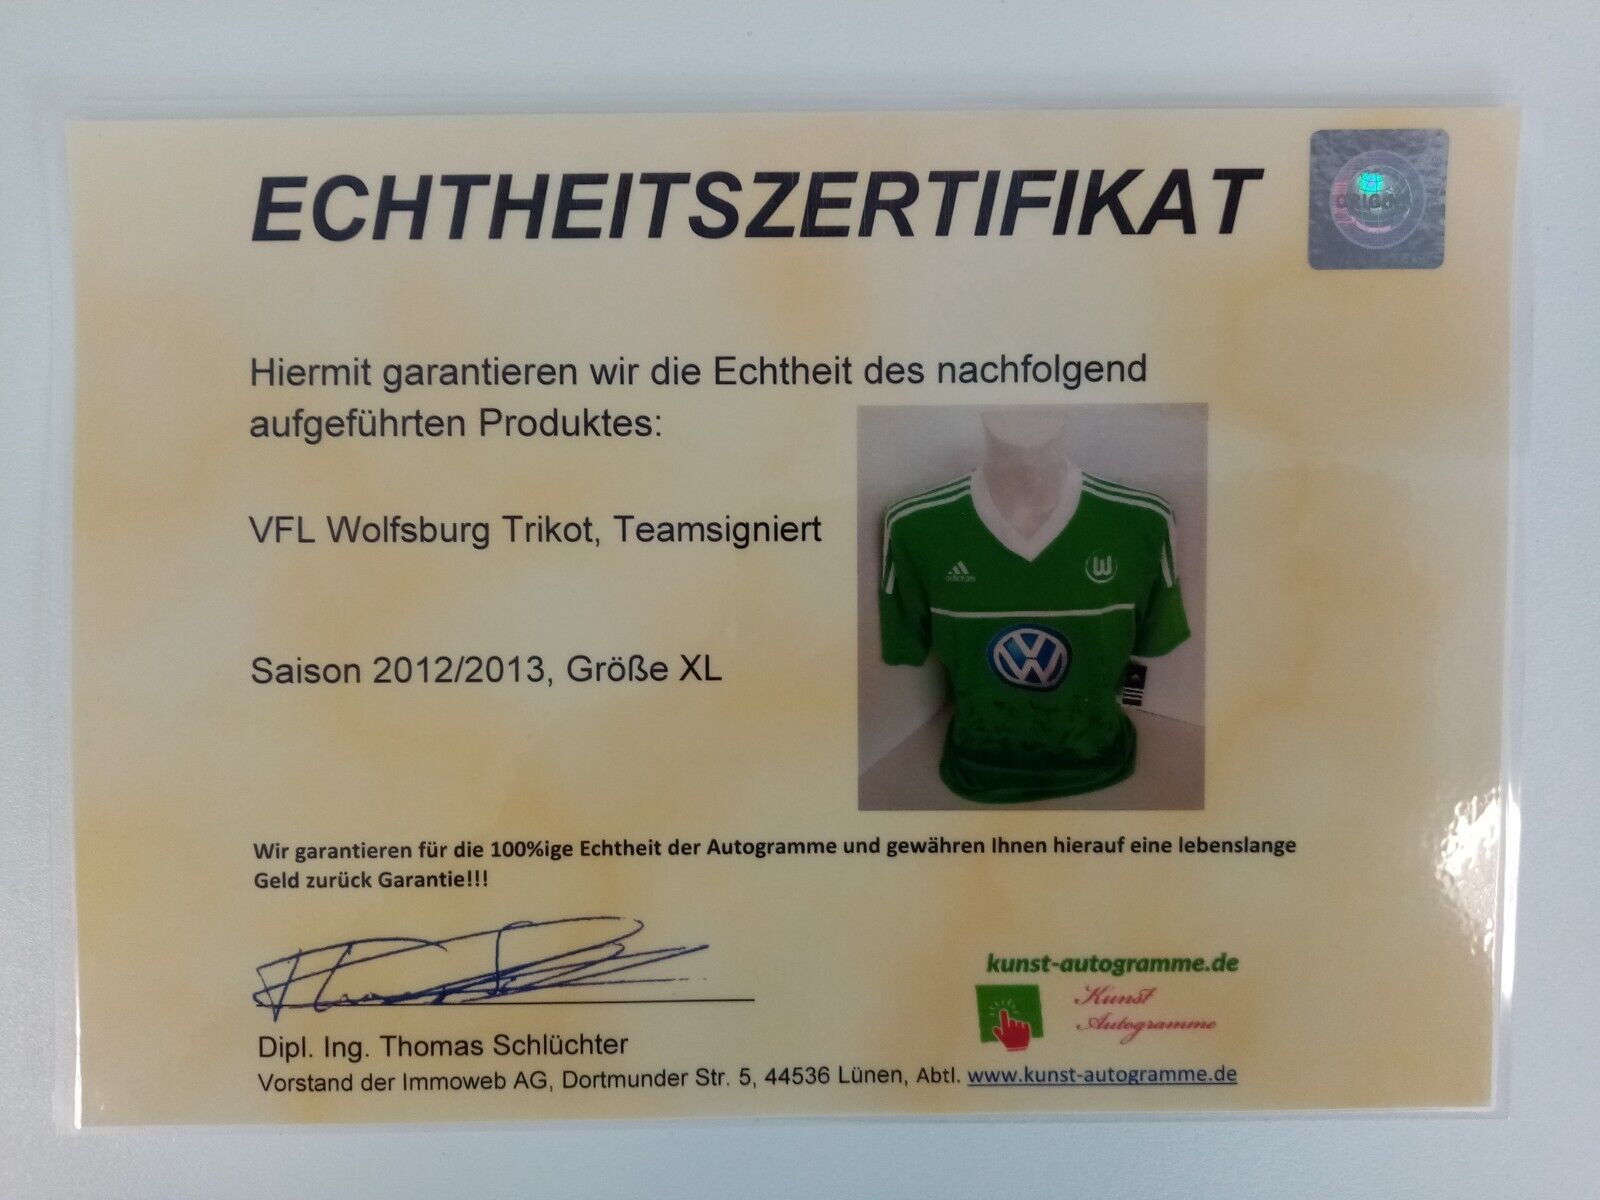 ECHTHEITSZERTIFIKAT
Hiermit garantieren wir die Echtheit des nachfolgend
aufgeführten Produktes:
VFL Wolfsburg Trikot, Teamsigniert
adidas
W
Saison 2012/2013, Größe XL
Wir garantieren für die 100%ige Echtheit der Autogramme und gewähren Ihnen hierauf eine lebenslange
Geld zurück Garantie!!!
kunst-autogramme.de
Kunst
Autogramme
Dipl. Ing. Thomas Schlüchter
Vorstand der Immoweb AG, Dortmunder Str. 5, 44536 Lünen, Abtl. www.kunst-autogramme.de